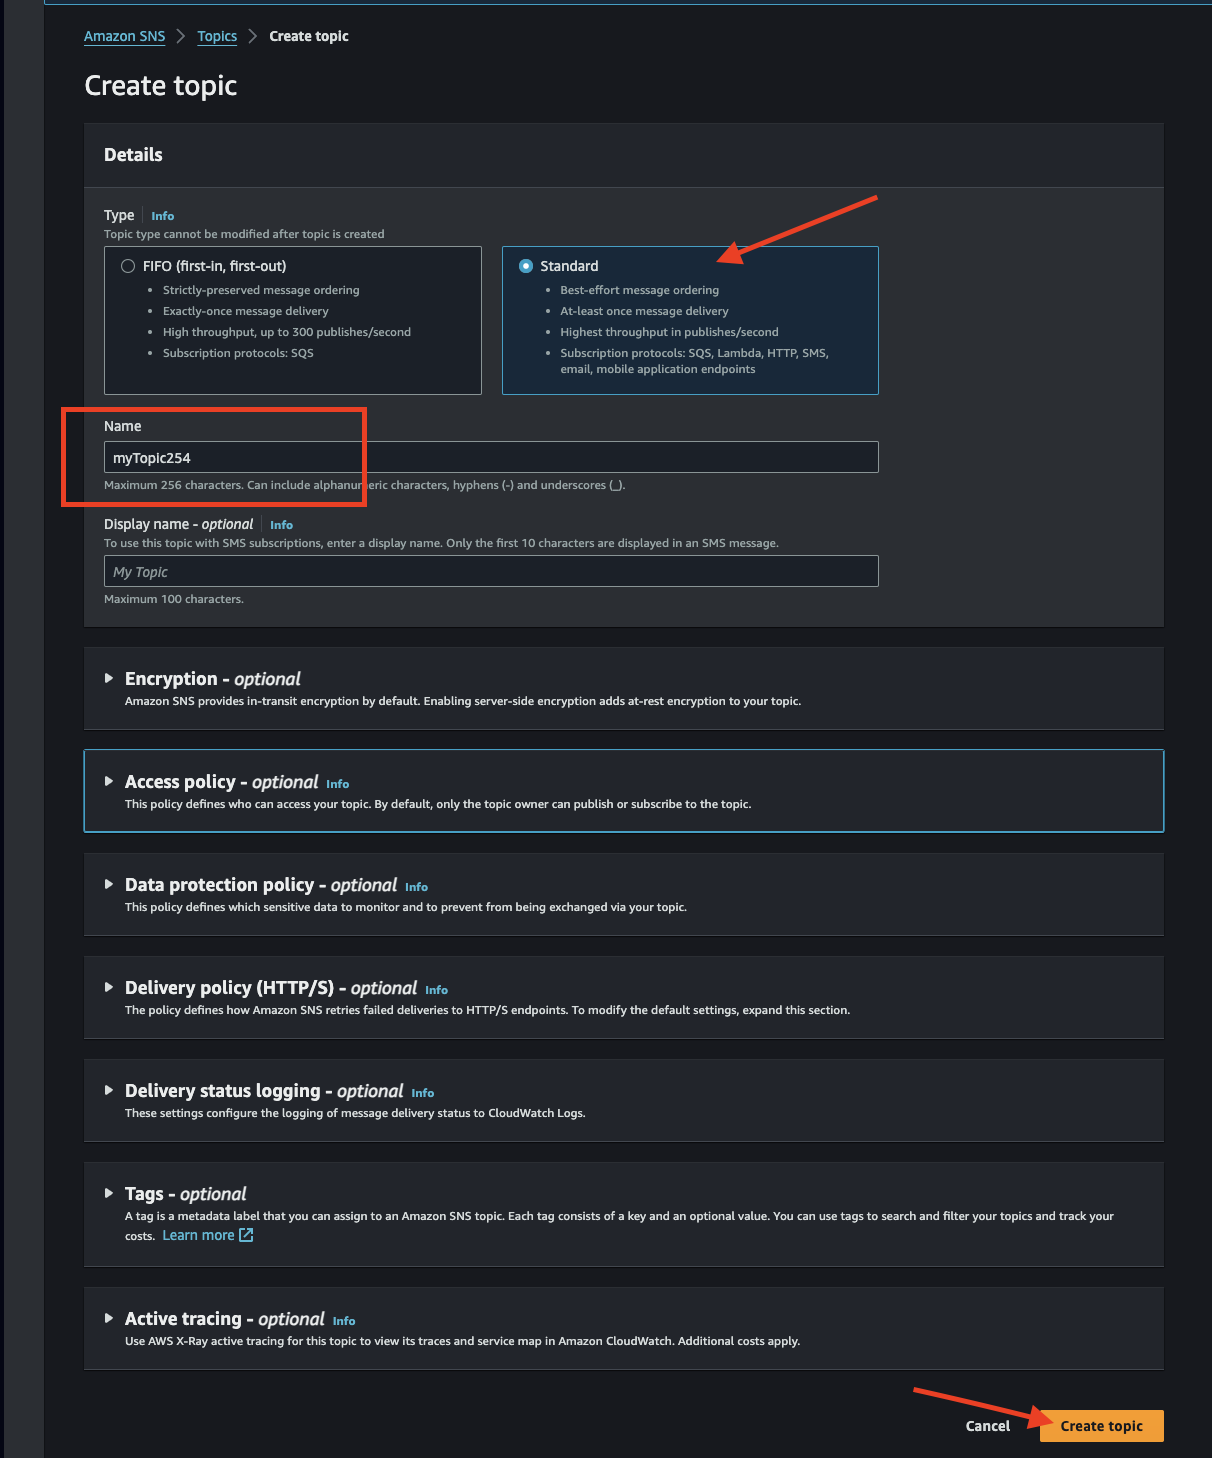 Amazon SNS > Topics > Create topic
Create topic
Details
Type Info
Topic type cannot be modified after topic is created
FIFO (first-in, first-out)
• Strictly-preserved message ordering
• Exactly-once message delivery
• High throughput, up to 300 publishes/second
• Subscription protocols: SQS
Standard
• Best-effort message ordering
• At-least once message delivery
• Highest throughput in publishes/second
• Subscription protocols: SQS, Lambda, HTTP, SMS,
email, mobile application endpoints
Name
myTopic254
Maximum 256 characters. Can include alphanumeric characters, hyphens (-) and underscores (_).
Display name - optional Info
To use this topic with SMS subscriptions, enter a display name. Only the first 10 characters are displayed in an SMS message.
My Topic
Maximum 100 characters.
Encryption - optional
Amazon SNS provides in-transit encryption by default. Enabling server-side encryption adds at-rest encryption to your topic.
Access policy - optional Info
This policy defines who can access your topic. By default, only the topic owner can publish or subscribe to the topic.
Data protection policy - optional Info
This policy defines which sensitive data to monitor and to prevent from being exchanged via your topic.
Delivery policy (HTTP/S) - optional Info
The policy defines how Amazon SNS retries failed deliveries to HTTP/S endpoints. To modify the default settings, expand this section.
Delivery status logging - optional Info
These settings configure the logging of message delivery status to CloudWatch Logs.
Tags - optional
A tag is a metadata label that you can assign to an Amazon SNS topic. Each tag consists of a key and an optional value. You can use tags to search and filter your topics and track your
costs. Learn more
Active tracing - optional Info
Use AWS X-Ray active tracing for this topic to view its traces and service map in Amazon CloudWatch. Additional costs apply.
Cancel Create topic